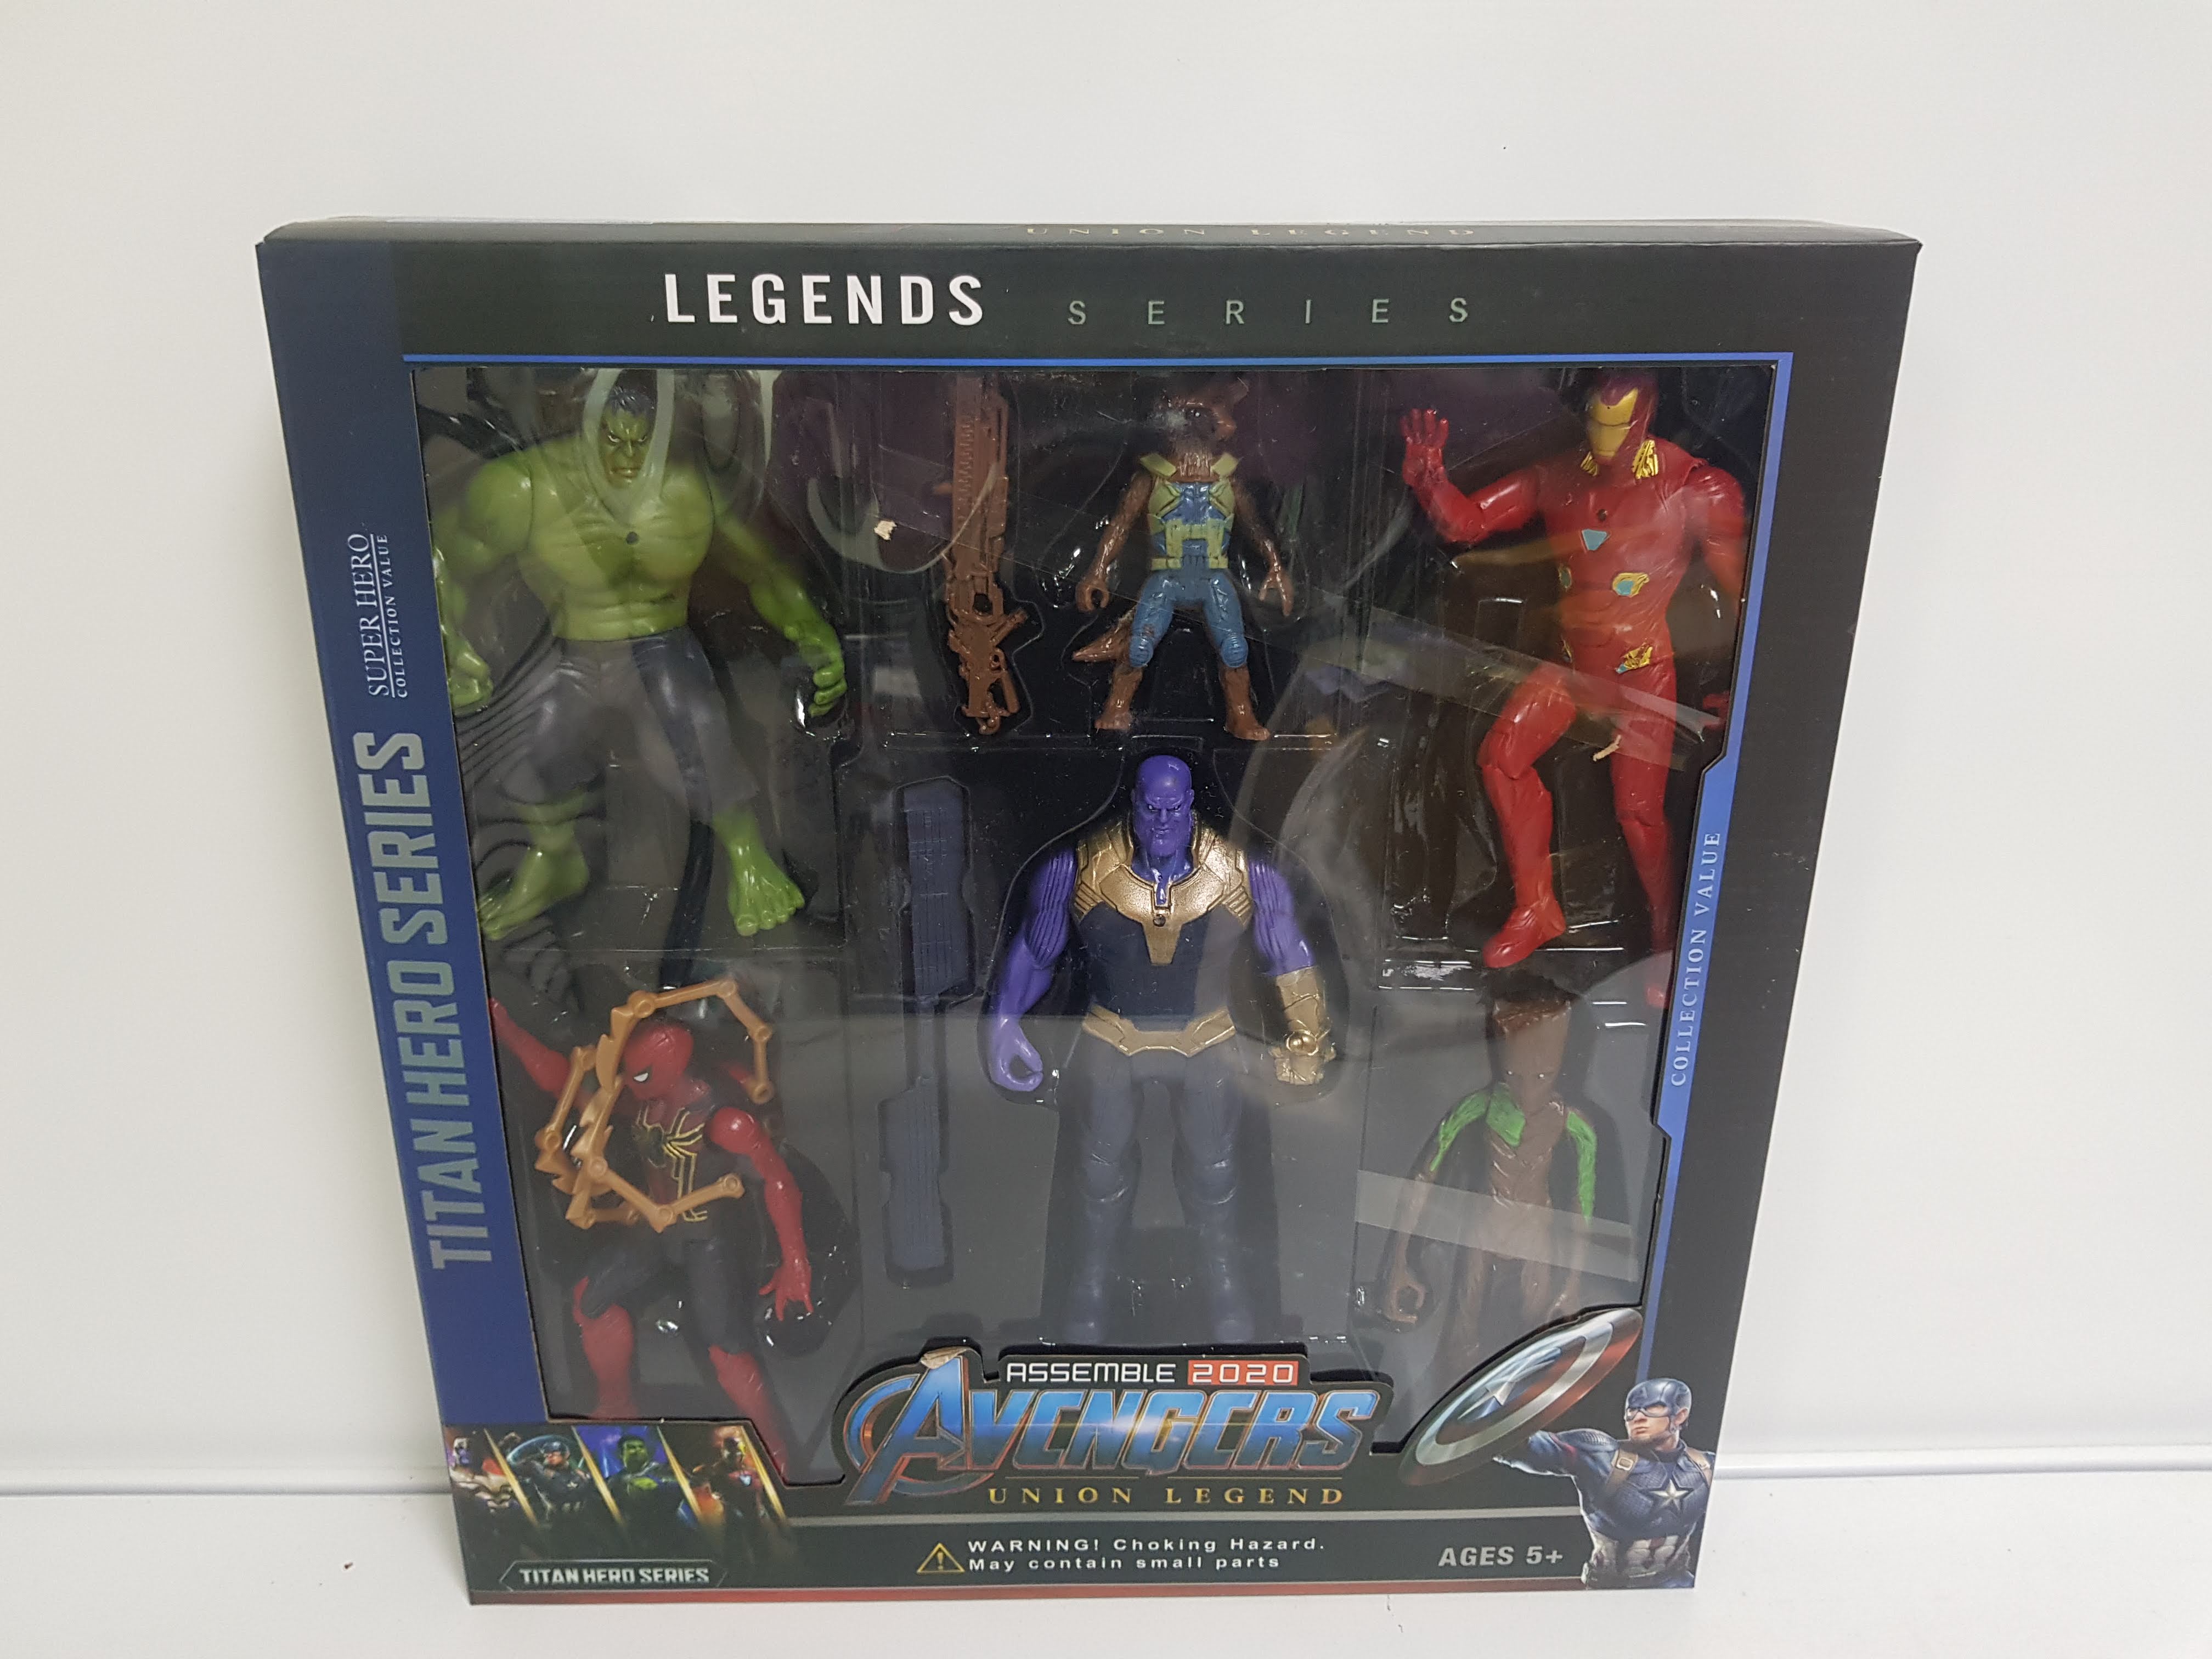 UNION LEGEND
LEGENDS SERIES
SUPER HERO
COLLECTION VALUE
TITAN HERO SERIES
COLLECTION VALUE
ASSEMBLE 2020
AVENGERS
UNION LEGEND
WARNING! Choking Hazard.
May contain small parts
AGES 5+
TITAN HERO SERIES